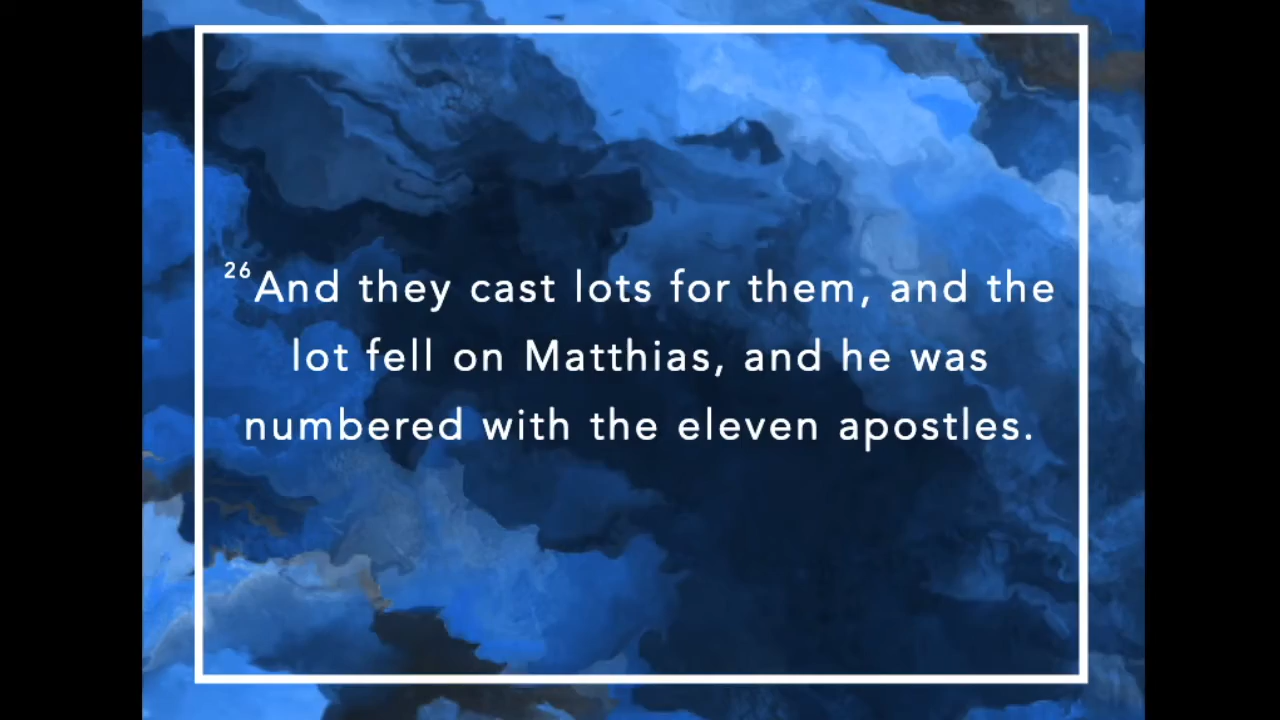 26And they cast lots for them, and the
lot fell on Matthias, and he was
numbered with the eleven apostles.